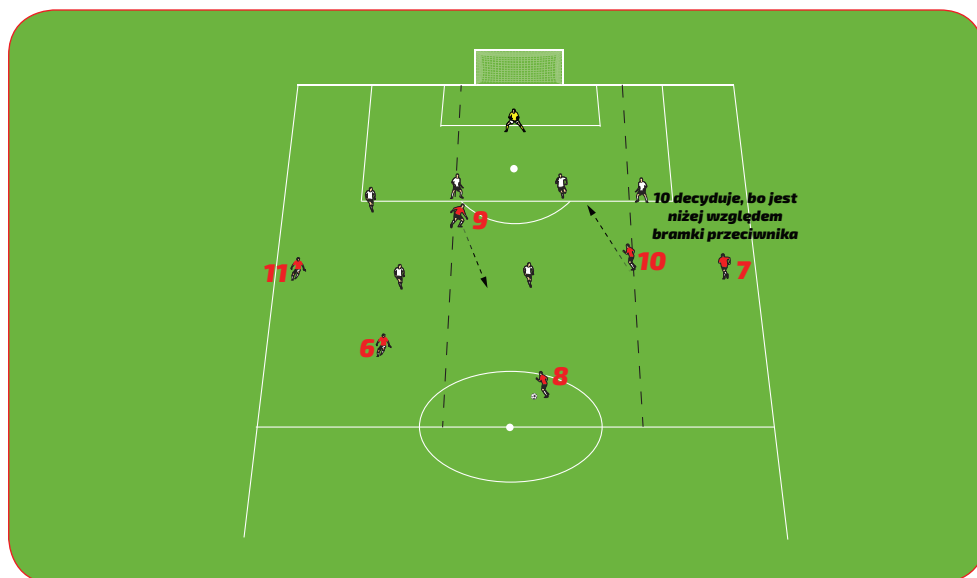 10 decyduje, bo jest
niżej względem
bramki przeciwnika
9
11
10
7
6
8